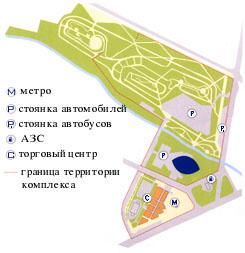 М метро
Р стоянка автомобилей
Р стоянка автобусов
АЗС
С торговый центр
граница территории
комплекса
Р
Р
Р
С
М